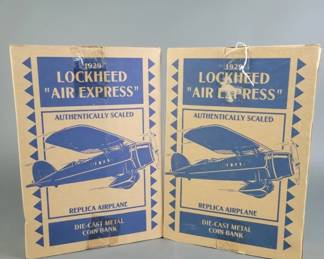 1929
LOCKHEED
"AIR EXPRESS"
AUTHENTICALLY SCALED
REPLICA AIRPLANE
DIE-CAST METAL
COIN BANK
1929
LOCKHEED
"AIR EXPRESS"
AUTHENTICALLY SCALED
REPLICA AIRPLANE
DIE-CAST METAL
COIN BANK